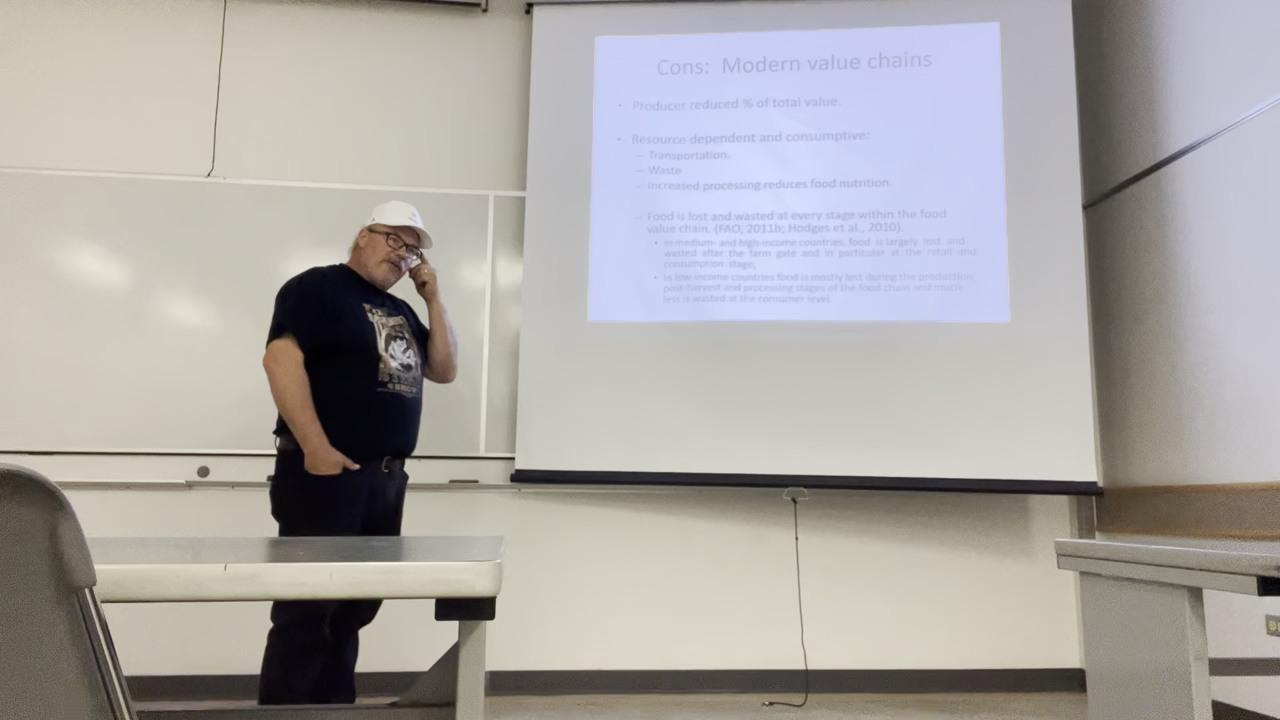 Cons: Modern value chains
• Producer reduced % of total value.
• Resource dependent and consumptive:
– Transportation.
– Waste
– Increased processing reduces food nutrition.
– Food is lost and wasted at every stage within the food
value chain. (FAO, 2011b; Hodges et al., 2010).
• In medium- and high-income countries, food is largely lost and
wasted after the farm gate and in particular at the retail and
consumption stage,
• In low-income countries food is mostly lost during the production,
post-harvest and processing stages of the food chain and much
less is wasted at the consumer level.